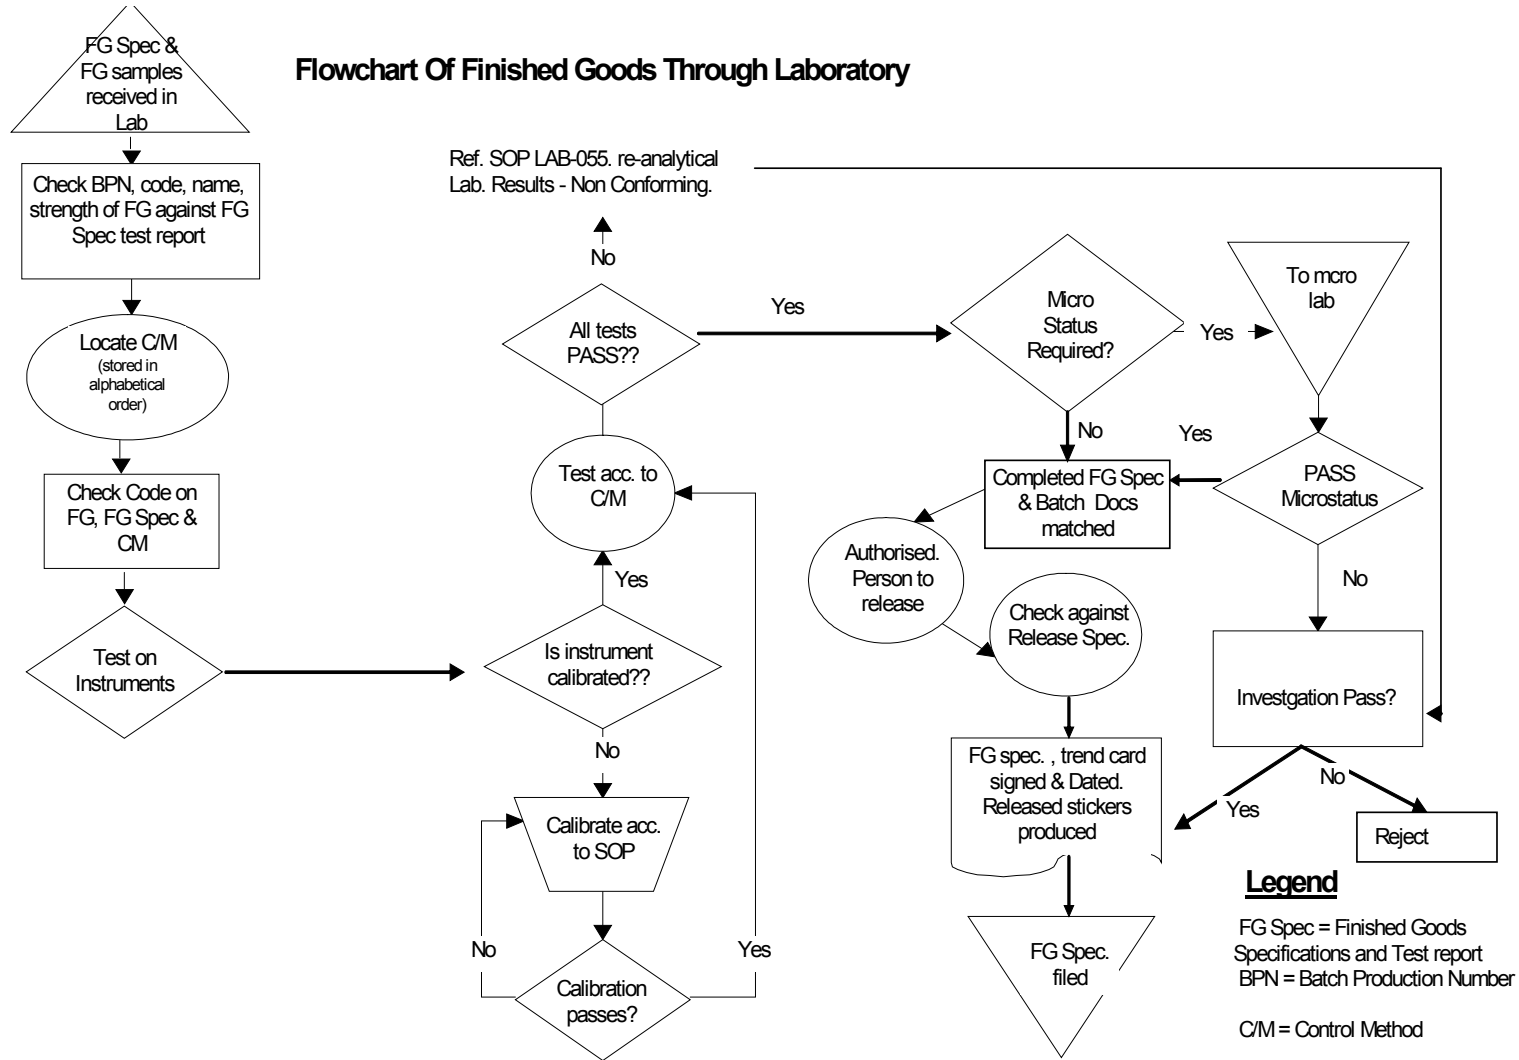 Flowchart Of Finished Goods Through Laboratory
FG Spec &
FG samples
received in
Lab
Check BPN, code, name,
strength of FG against FG
Spec test report
Locate C/M
(stored in
alphabetical
order)
Check Code on
FG, FG Spec &
CM
Test on
Instruments
Ref. SOP LAB-055. re-analytical
Lab. Results - Non Conforming.
No
All tests
PASS??
Yes
Test acc. to
C/M
Yes
Is instrument
calibrated??
No
Calibrate acc.
to SOP
No
Yes
Calibration
passes?
Micro
Status
Required?
Yes
To mcro
lab
No
Yes
Completed FG Spec
& Batch Docs
matched
PASS
Microstatus
Authorised.
Person to
release
No
Check against
Release Spec.
Investgation Pass?
FG spec. , trend card
signed & Dated.
Released stickers
produced
No
Yes
Reject
FG Spec.
filed
Legend
FG Spec = Finished Goods
Specifications and Test report
BPN = Batch Production Number
C/M = Control Method